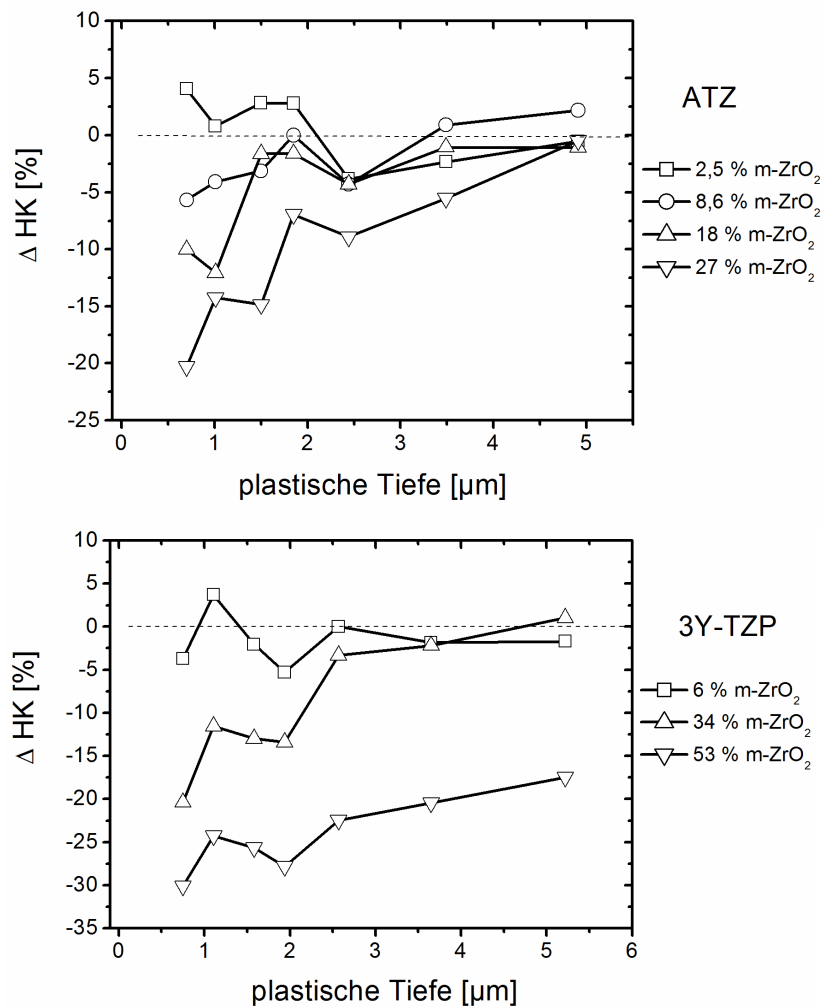 10
5
0
-5
-10
-15
-20
-25
Δ HK [%]
0 1 2 3 4 5
plastische Tiefe [µm]
ATZ
2,5 % m-ZrO₂
8,6 % m-ZrO₂
18 % m-ZrO₂
27 % m-ZrO₂
10
5
0
-5
-10
-15
-20
-25
-30
-35
Δ HK [%]
0 1 2 3 4 5 6
plastische Tiefe [µm]
3Y-TZP
6 % m-ZrO₂
34 % m-ZrO₂
53 % m-ZrO₂